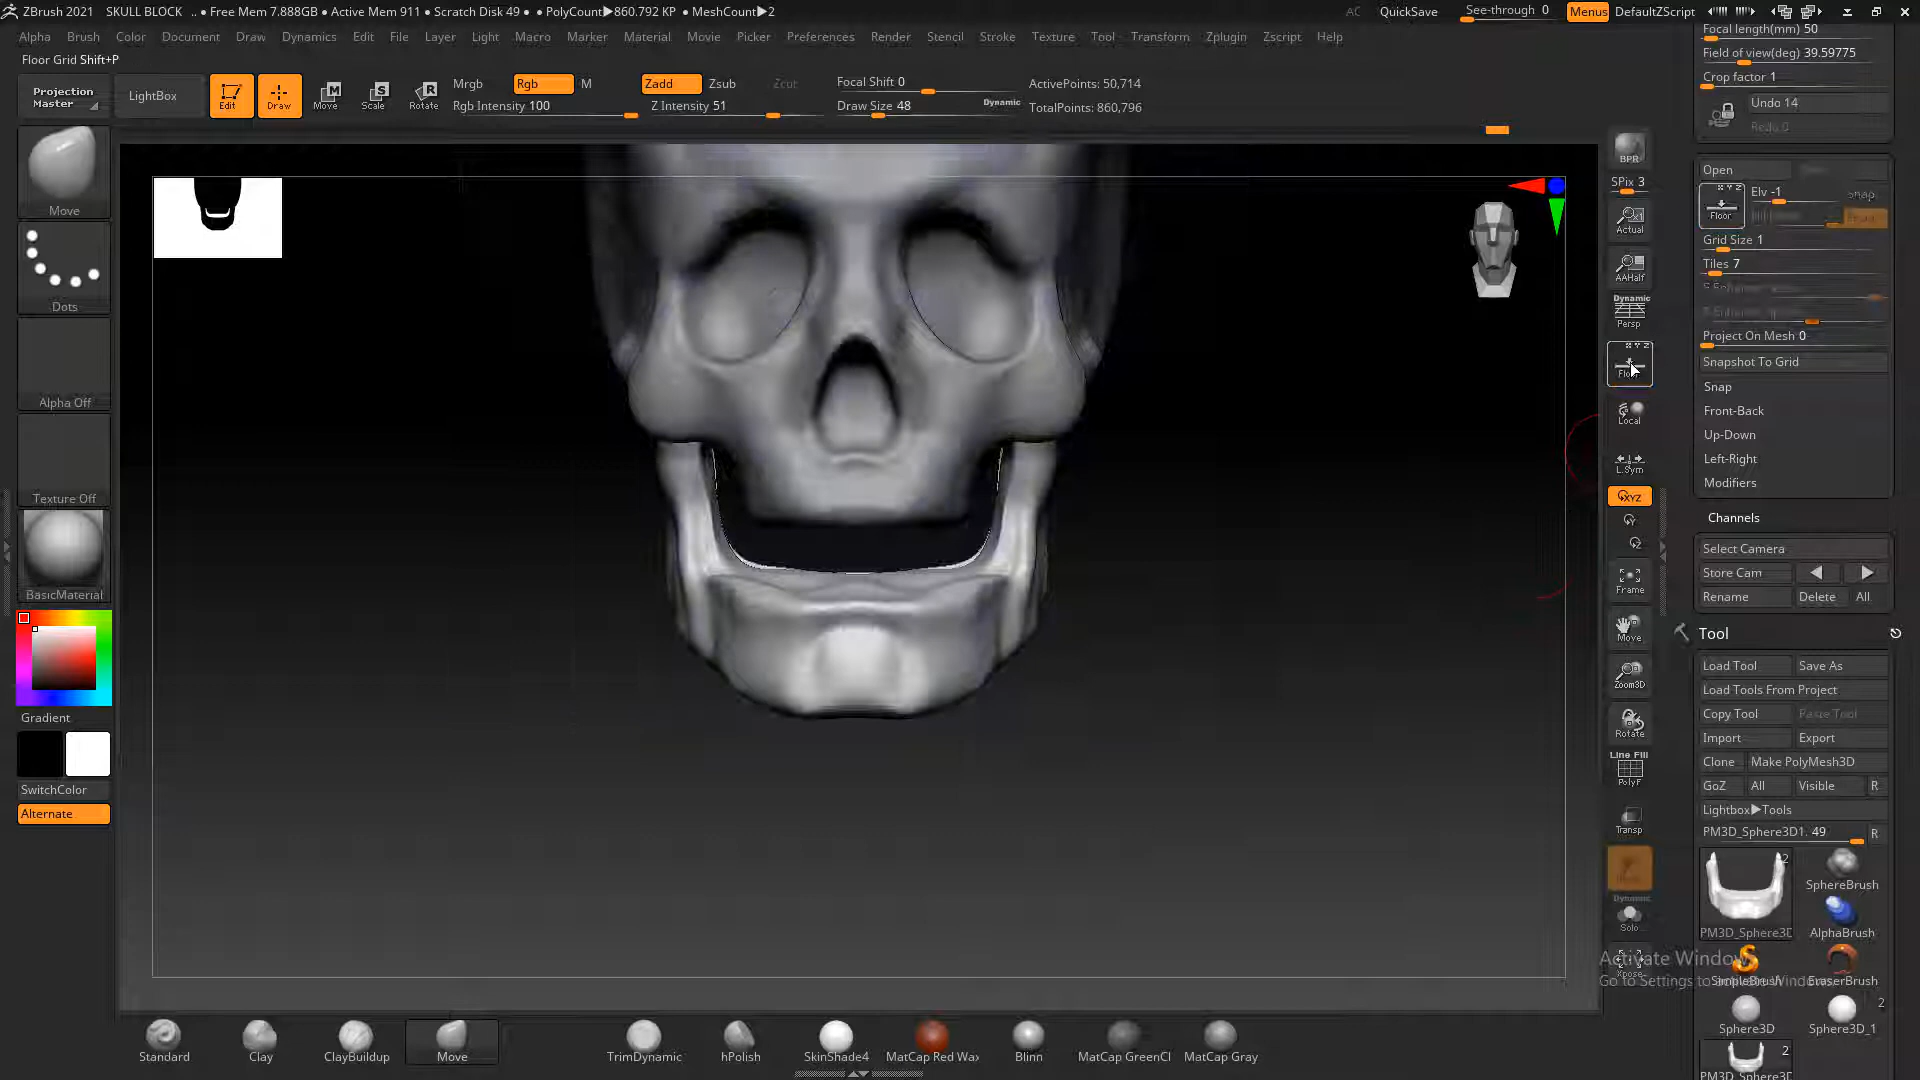 ZBrush 2021 SKULL BLOCK .. • Free Mem 7.888GB • Active Mem 911 • Scratch Disk 49 • • PolyCount▶860.792 KP • MeshCount▶2 AC QuickSave See-through 0 Menus DefaultZScript
Alpha Brush Color Document Draw Dynamics Edit File Layer Light Macro Marker Material Movie Picker Preferences Render Stencil Stroke Texture Tool Transform Zplugin Zscript Help
Floor Grid Shift+P
Projection
Master
LightBox
Edit
Draw
Move
Scale
Rotate
Mrgb Rgb M
Rgb Intensity 100
Zadd Zsub Zcut
Z Intensity 51
Focal Shift 0
Draw Size 48 Dynamic
ActivePoints: 50,714
TotalPoints: 860,796
Move
Dots
Alpha Off
Texture Off
BasicMaterial
Gradient
SwitchColor
Alternate
BPR
SPix 3
Actual
AAHalf
Dynamic
Persp
X Y Z
Local
L.Sym
XYZ
Y
Z
Frame
Move
Zoom3D
Rotate
Line Fill
PolyF
Transp
Dynamic
Solo
Xpose
Focal length(mm) 50
Field of view(deg) 39.59775
Crop factor 1
Undo 14
Redo 0
Open
X Y Z
Floor
Elv -1 Snap
Grid Size 1
Tiles 7
Project On Mesh 0
Snapshot To Grid
Snap
Front-Back
Up-Down
Left-Right
Modifiers
Channels
Select Camera
Store Cam
Rename Delete All
Tool
Load Tool Save As
Load Tools From Project
Copy Tool Paste Tool
Import Export
Clone Make PolyMesh3D
GoZ All Visible R
Lightbox▶Tools
PM3D_Sphere3D1. 49 R
2
PM3D_Sphere3D
SphereBrush
AlphaBrush
SimpleBrush
EraserBrush
Sphere3D
2
Sphere3D_1
2
PM3D_Sphere3D
Activate Windows
Go to Settings to activate Windows.
Standard
Clay
ClayBuildup
Move
TrimDynamic
hPolish
SkinShade4
MatCap Red Wax
Blinn
MatCap GreenCl
MatCap Gray